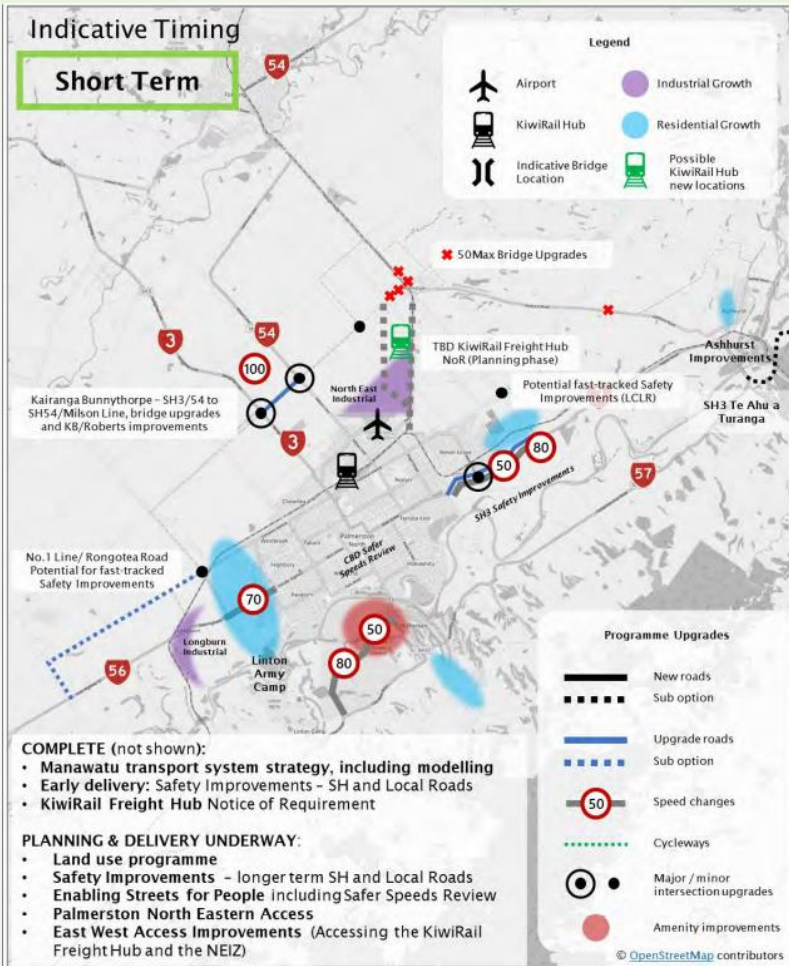 Indicative Timing
Short Term
Legend
Airport
Industrial Growth
KiwiRail Hub
Residential Growth
Indicative Bridge
Location
Possible
KiwiRail Hub
new locations
54
50Max Bridge Upgrades
3
54
100
TBD KiwiRail Freight Hub
NoR (Planning phase)
Ashhurst
Improvements
North East
Industrial
Potential fast-tracked Safety
Improvements (LCLR)
SH3 Te Ahu a
Turanga
Kairanga Bunnythorpe – SH3/54 to
SH54/Milson Line, bridge upgrades
and KB/Roberts improvements
3
80
50
57
SH3 Safety Improvements
Palmerston
North
CBD Safer
Speeds Review
No.1 Line/ Rongotea Road
Potential for fast-tracked
Safety Improvements
70
50
Longburn
Industrial
Linton
Army
Camp
80
56
Programme Upgrades
New roads
Sub option
Upgrade roads
Sub option
50
Speed changes
Cycleways
Major / minor
intersection upgrades
Amenity improvements
COMPLETE (not shown):
• Manawatu transport system strategy, including modelling
• Early delivery: Safety Improvements – SH and Local Roads
• KiwiRail Freight Hub Notice of Requirement
PLANNING & DELIVERY UNDERWAY:
• Land use programme
• Safety Improvements – longer term SH and Local Roads
• Enabling Streets for People including Safer Speeds Review
• Palmerston North Eastern Access
• East West Access Improvements (Accessing the KiwiRail
Freight Hub and the NEIZ)
© OpenStreetMap contributors